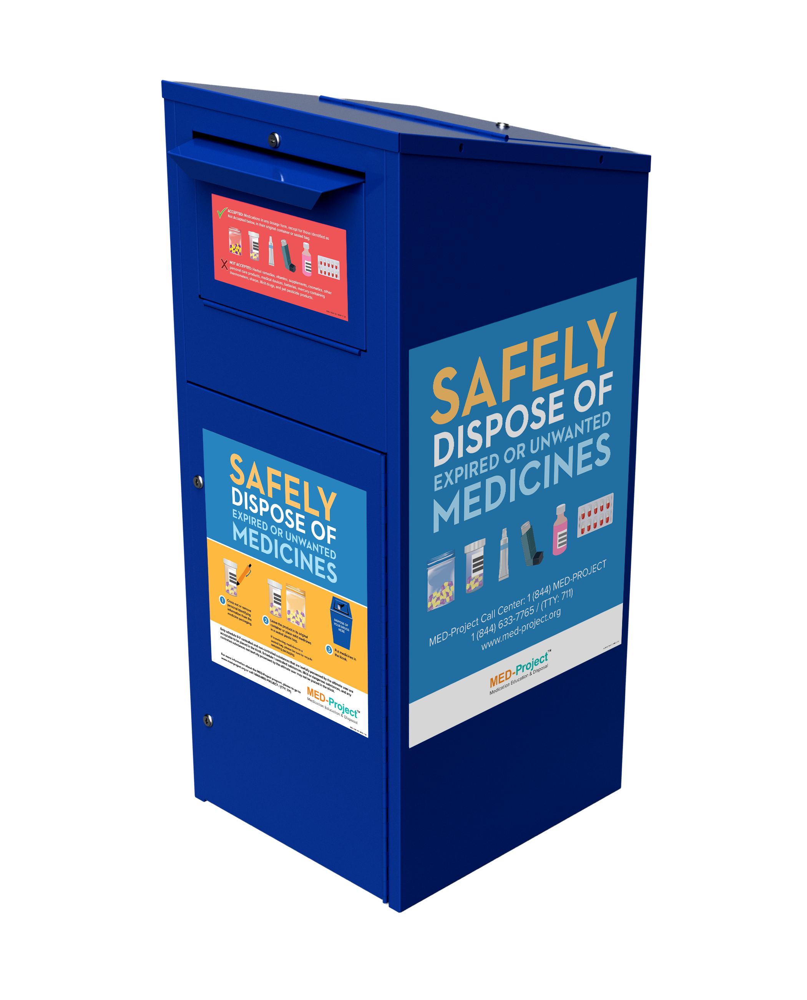 ACCEPTED: Medications in any dosage form, except for those identified as
Not Accepted below, in their original container or sealed bag.
NOT ACCEPTED: Herbal remedies, vitamins, supplements, cosmetics, other
personal care products, medical devices, batteries, mercury-containing
thermometers, sharps, illicit drugs, and pet pesticide products.
SAFELY
DISPOSE OF
EXPIRED OR UNWANTED
MEDICINES
1
Cross out or remove
personal identifying
information from the
medicine packaging.
2
Leave the product in its original
container or place solid medicines
in a sealed plastic bag.
If transferring medicines to a
sealed bag, please be sure to recycle
remaining packaging.
DISPOSE OF
YOUR DRUGS
HERE
3
Put medicines in
the kiosk.
Only schedule II-V controlled and non-controlled substances that are lawfully possessed by the ultimate user are
acceptable to be placed in the kiosk. Schedule I controlled substances, illicit or dangerous substances, and any
controlled substances not lawfully possessed by the ultimate user may not be placed in the kiosk.
For more information about the MED-Project program, please to go to
www.med-project.org or call 1-844-MED-PROJECT / (TTY: 711)
MED-Project™
Medication Education & Disposal
SAFELY
DISPOSE OF
EXPIRED OR UNWANTED
MEDICINES
MED-Project Call Center: 1 (844) MED-PROJECT
1 (844) 633-7765 / (TTY: 711)
www.med-project.org
MED-Project™
Medication Education & Disposal